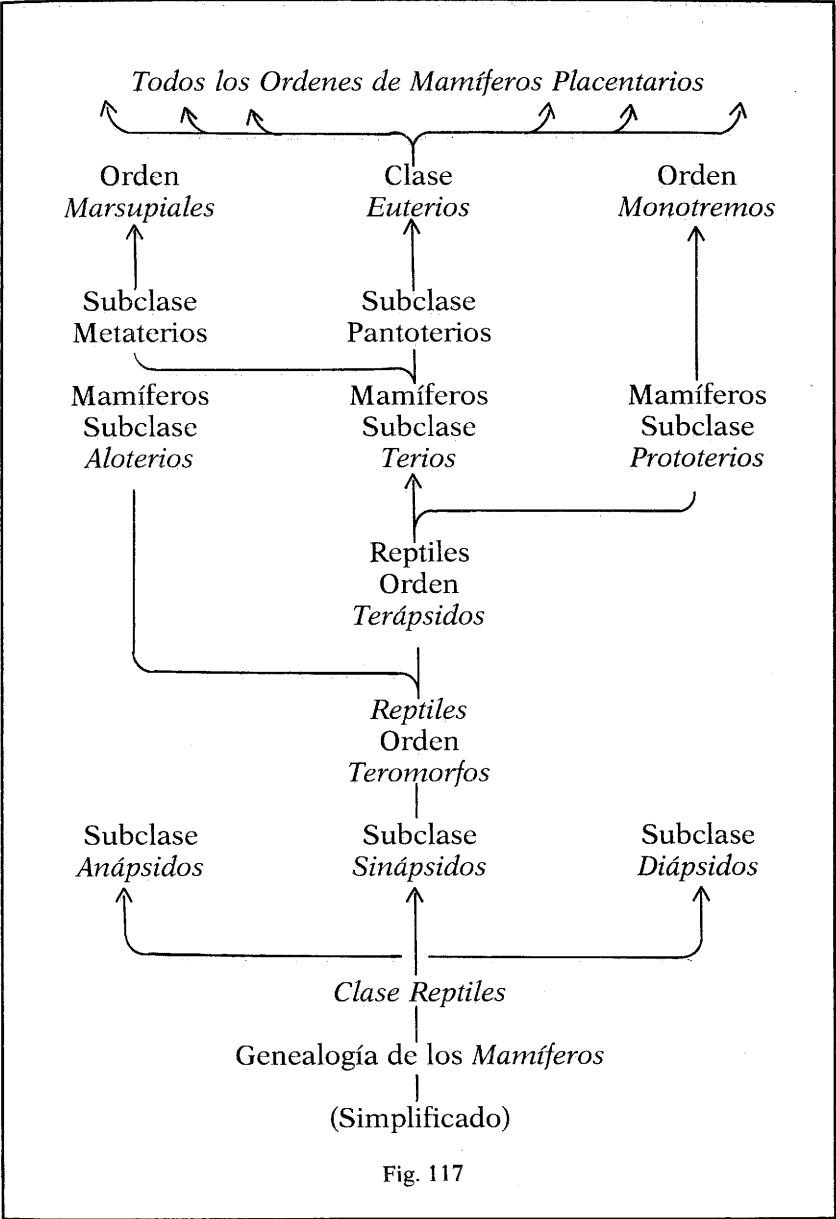 Todos los Ordenes de Mamíferos Placentarios
Orden
Marsupiales
Clase
Euterios
Orden
Monotremos
Subclase
Metaterios
Subclase
Pantoterios
Mamíferos
Subclase
Aloterios
Mamíferos
Subclase
Terios
Mamíferos
Subclase
Prototerios
Reptiles
Orden
Terápsidos
Reptiles
Orden
Teromorfos
Subclase
Anápsidos
Subclase
Sinápsidos
Subclase
Diápsidos
Clase Reptiles
Genealogía de los Mamíferos
(Simplificado)
Fig. 117